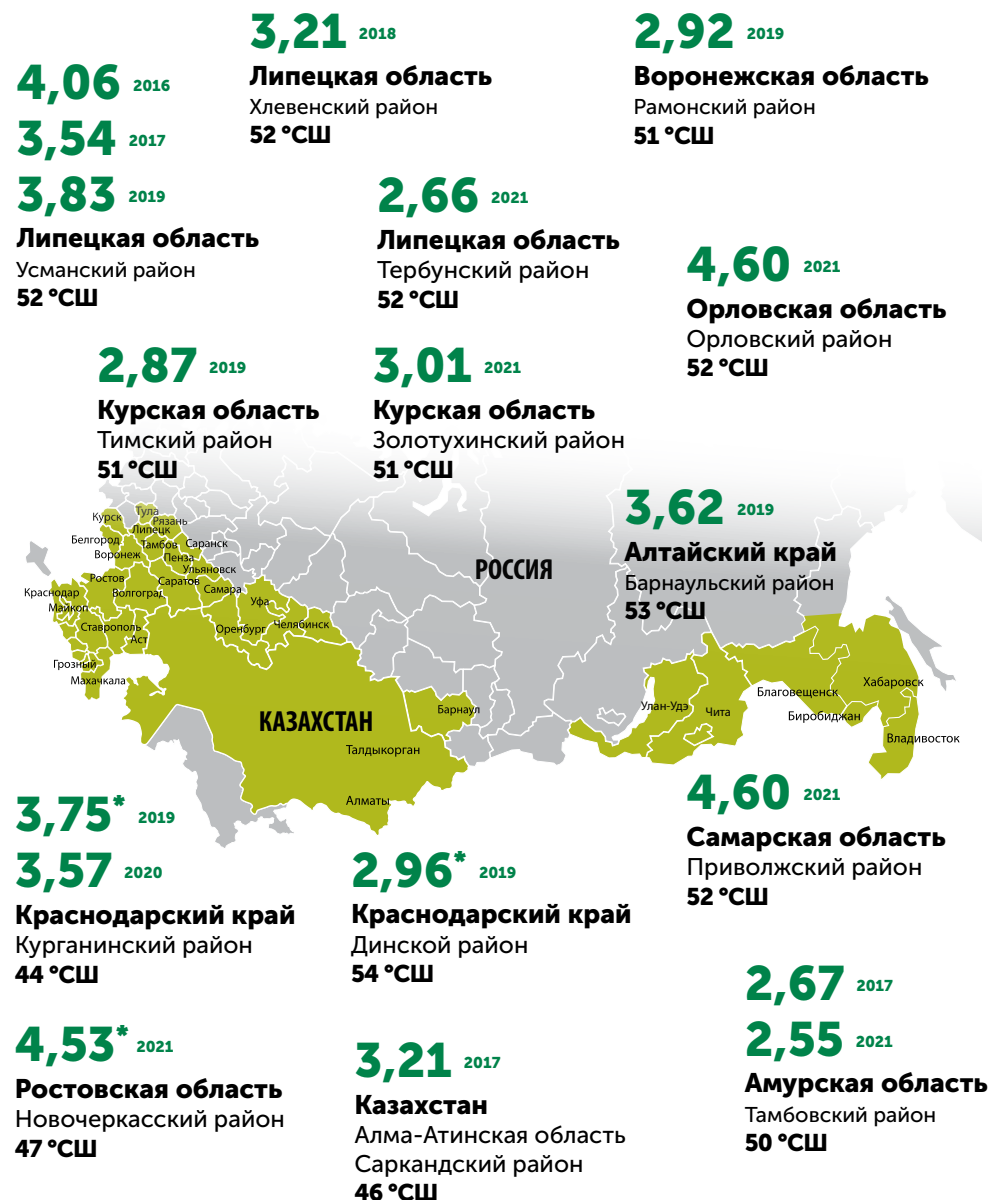 3,21 2018
Липецкая область
Хлевенский район
52 °СШ
2,92 2019
Воронежская область
Рамонский район
51 °СШ
4,06 2016
3,54 2017
3,83 2019
Липецкая область
Усманский район
52 °СШ
2,66 2021
Липецкая область
Тербунский район
52 °СШ
4,60 2021
Орловская область
Орловский район
52 °СШ
2,87 2019
Курская область
Тимский район
51 °СШ
3,01 2021
Курская область
Золотухинский район
51 °СШ
3,62 2019
Алтайский край
Барнаульский район
53 °СШ
Курск
Тула
Рязань
Липецк
Белгород
Тамбов
Саранск
Воронеж
Пенза
Ульяновск
Ростов
Саратов
Самара
Краснодар
Волгоград
Уфа
Майкоп
Ставрополь
Оренбург
Челябинск
Аст
Грозный
Махачкала
РОССИЯ
КАЗАХСТАН
Барнаул
Талдыкорган
Алматы
Улан-Удэ
Чита
Благовещенск
Хабаровск
Биробиджан
Владивосток
3,75* 2019
3,57 2020
Краснодарский край
Курганинский район
44 °СШ
2,96* 2019
Краснодарский край
Динской район
54 °СШ
4,60 2021
Самарская область
Приволжский район
52 °СШ
4,53* 2021
Ростовская область
Новочеркасский район
47 °СШ
3,21 2017
Казахстан
Алма-Атинская область
Саркандский район
46 °СШ
2,67 2017
2,55 2021
Амурская область
Тамбовский район
50 °СШ